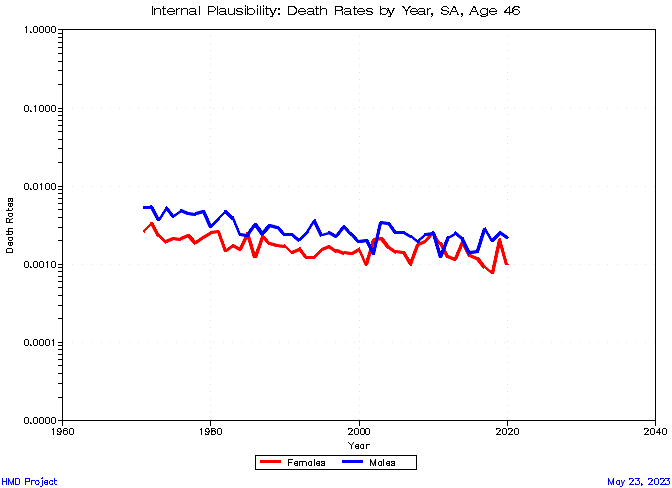 Internal Plausibility: Death Rates by Year, SA, Age 46
1.0000
0.1000
0.0100
0.0010
0.0001
0.0000
Death Rates
1960
1980
2000
2020
2040
Year
Females
Males
HMD Project
May 23, 2023